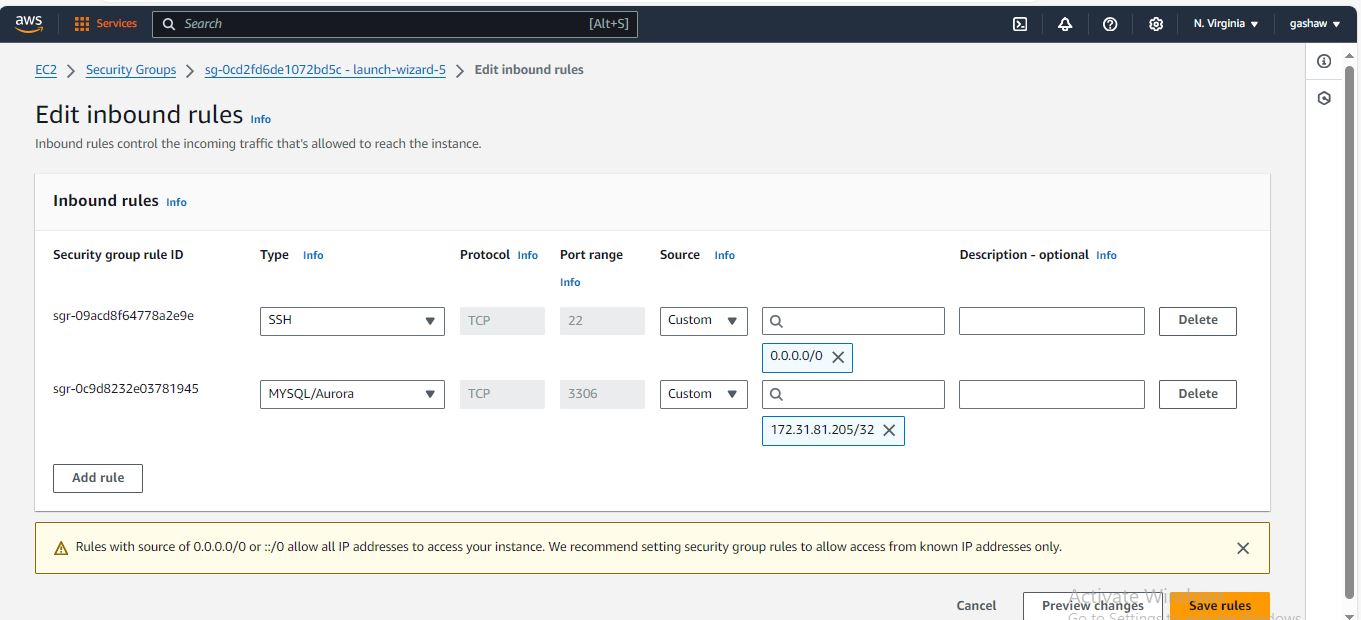 aws
Services
Search [Alt+S]
N. Virginia
gashaw
EC2 > Security Groups > sg-0cd2fd6de1072bd5c - launch-wizard-5 > Edit inbound rules
Edit inbound rules Info
Inbound rules control the incoming traffic that's allowed to reach the instance.
Inbound rules Info
Security group rule ID Type Info Protocol Info Port range Source Info Description - optional Info
Info
sgr-09acd8f64778a2e9e SSH TCP 22 Custom Delete
0.0.0.0/0
sgr-0c9d8232e03781945 MYSQL/Aurora TCP 3306 Custom Delete
172.31.81.205/32
Add rule
Rules with source of 0.0.0.0/0 or ::/0 allow all IP addresses to access your instance. We recommend setting security group rules to allow access from known IP addresses only.
Activate
Cancel Preview changes Save rules
Go to Settings